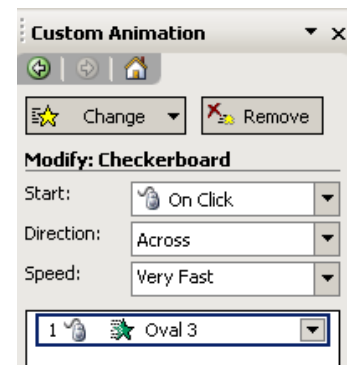 Custom Animation
Change Remove
Modify: Checkerboard
Start: On Click
Direction: Across
Speed: Very Fast
1 Oval 3